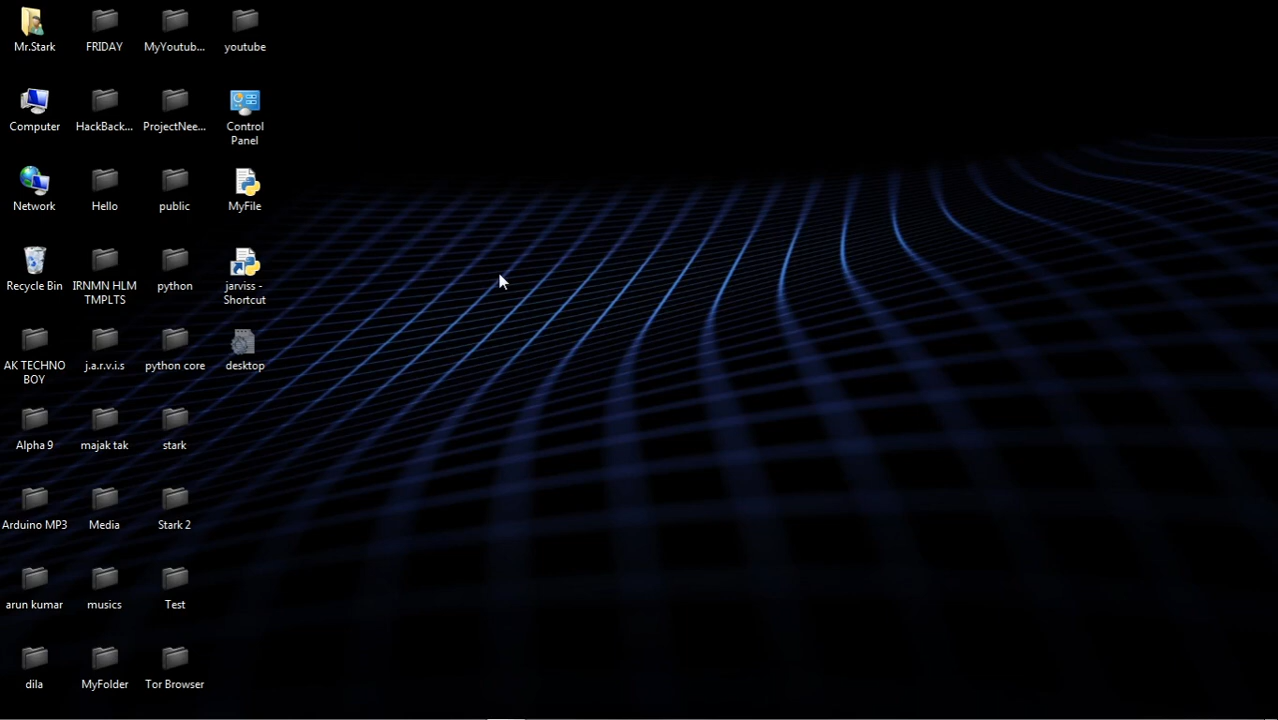 Mr.Stark
FRIDAY
MyYoutub...
youtube
Computer
HackBack...
ProjectNee...
Control
Panel
Network
Hello
public
MyFile
Recycle Bin
IRNMN HLM
TMPLTS
python
jarviss -
Shortcut
AK TECHNO
BOY
j.a.r.v.i.s
python core
desktop
Alpha 9
majak tak
stark
Arduino MP3
Media
Stark 2
arun kumar
musics
Test
dila
MyFolder
Tor Browser